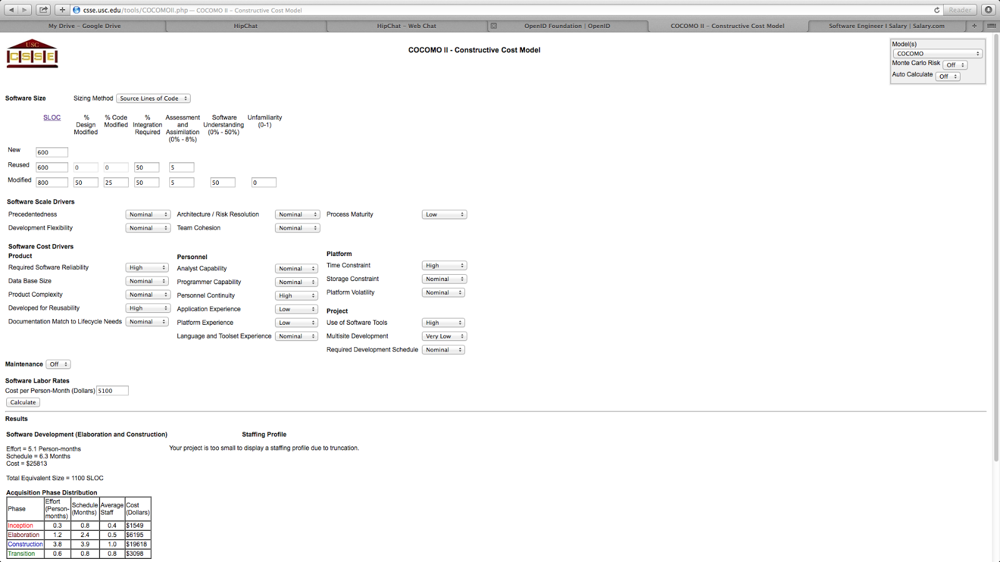 csse.usc.edu/tools/COCOMOII.php — COCOMO II – Constructive Cost Model
Reader
My Drive – Google Drive
HipChat
HipChat – Web Chat
OpenID Foundation | OpenID
COCOMO II – Constructive Cost Model
Software Engineer I Salary | Salary.com
USC
CSSE
COCOMO II - Constructive Cost Model
Model(s)
COCOMO
Monte Carlo Risk Off
Auto Calculate Off
Software Size Sizing Method Source Lines of Code
SLOC % Design Modified % Code Modified % Integration Required Assessment and Assimilation (0% - 8%) Software Understanding (0% - 50%) Unfamiliarity (0-1)
New 600
Reused 600 0 0 50 5
Modified 800 50 25 50 5 50 0
Software Scale Drivers
Precedentedness Nominal Architecture / Risk Resolution Nominal Process Maturity Low
Development Flexibility Nominal Team Cohesion Nominal
Software Cost Drivers
Product
Required Software Reliability High
Data Base Size Nominal
Product Complexity Nominal
Developed for Reusability High
Documentation Match to Lifecycle Needs Nominal
Personnel
Analyst Capability Nominal
Programmer Capability Nominal
Personnel Continuity High
Application Experience Low
Platform Experience Low
Language and Toolset Experience Nominal
Platform
Time Constraint High
Storage Constraint Nominal
Platform Volatility Nominal
Project
Use of Software Tools High
Multisite Development Very Low
Required Development Schedule Nominal
Maintenance Off
Software Labor Rates
Cost per Person-Month (Dollars) 5100
Calculate
Results
Software Development (Elaboration and Construction)
Effort = 5.1 Person-months
Schedule = 6.3 Months
Cost = $25813
Total Equivalent Size = 1100 SLOC
Staffing Profile
Your project is too small to display a staffing profile due to truncation.
Acquisition Phase Distribution
Phase Effort (Person-months) Schedule (Months) Average Staff Cost (Dollars)
Inception 0.3 0.8 0.4 $1549
Elaboration 1.2 2.4 0.5 $6195
Construction 3.8 3.9 1.0 $19618
Transition 0.6 0.8 0.8 $3098